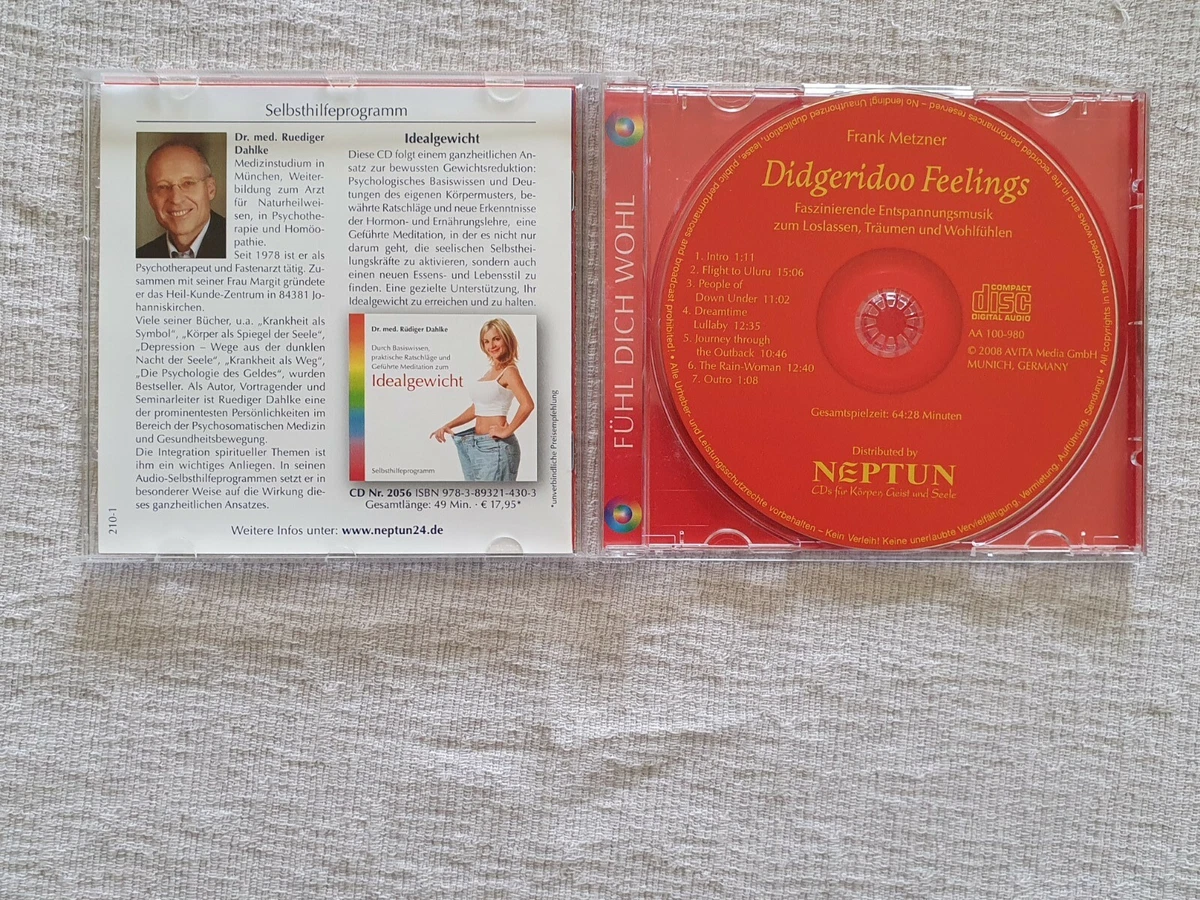 Selbsthilfeprogramm
Dr. med. Ruediger
Dahlke
Medizinstudium in
München, Weiter-
bildung zum Arzt
für Naturheilwei-
sen, in Psychothe-
rapie und Homöo-
pathie.
Seit 1978 ist er als
Psychotherapeut und Fastenarzt tätig. Zu-
sammen mit seiner Frau Margit gründete
er das Heil-Kunde-Zentrum in 84381 Jo-
hanniskirchen.
Viele seiner Bücher, u.a. „Krankheit als
Symbol“, „Körper als Spiegel der Seele“,
„Depression – Wege aus der dunklen
Nacht der Seele“, „Krankheit als Weg“,
„Die Psychologie des Geldes“, wurden
Bestseller. Als Autor, Vortragender und
Seminarleiter ist Ruediger Dahlke eine
der prominentesten Persönlichkeiten im
Bereich der Psychosomatischen Medizin
und Gesundheitsbewegung.
Die Integration spiritueller Themen ist
ihm ein wichtiges Anliegen. In seinen
Audio-Selbsthilfeprogrammen setzt er in
besonderer Weise auf die Wirkung die-
ses ganzheitlichen Ansatzes.
Idealgewicht
Diese CD folgt einem ganzheitlichen An-
satz zur bewussten Gewichtsreduktion:
Psychologisches Basiswissen und Deu-
tungen des eigenen Körpermusters, be-
währte Ratschläge und neue Erkenntnisse
der Hormon- und Ernährungslehre, eine
Geführte Meditation, in der es nicht nur
darum geht, die seelischen Selbsthei-
lungskräfte zu aktivieren, sondern auch
einen neuen Essens- und Lebensstil zu
finden. Eine gezielte Unterstützung, Ihr
Idealgewicht zu erreichen und zu halten.
Dr. med. Rüdiger Dahlke
Durch Basiswissen,
praktische Ratschläge und
Geführte Meditation zum
Idealgewicht
Selbsthilfeprogramm
*unverbindliche Preisempfehlung
CD Nr. 2056 ISBN 978-3-89321-430-3
Gesamtlänge: 49 Min. · € 17,95*
210-1
Weitere Infos unter: www.neptun24.de
FÜHL DICH WOHL
Frank Metzner
Didgeridoo Feelings
Faszinierende Entspannungsmusik
zum Loslassen, Träumen und Wohlfühlen
1. Intro 1:11
2. Flight to Uluru 15:06
3. People of
Down Under 11:02
4. Dreamtime
Lullaby 12:35
5. Journey through
the Outback 10:46
6. The Rain-Woman 12:40
7. Outro 1:08
COMPACT
disc
DIGITAL AUDIO
AA 100-980
© 2008 AVITA Media GmbH
MUNICH, GERMANY
Gesamtspielzeit: 64:28 Minuten
Distributed by
NEPTUN
CDs für Körper, Geist und Seele
• All copyrights in the recorded works and in the recorded performances reserved – No lending! Unauthorized duplication, lease, public performances and broadcast prohibited!
• Alle Urheber- und Leistungsschutzrechte vorbehalten – Kein Verleih! Keine unerlaubte Vervielfältigung, Vermietung, Aufführung, Sendung!